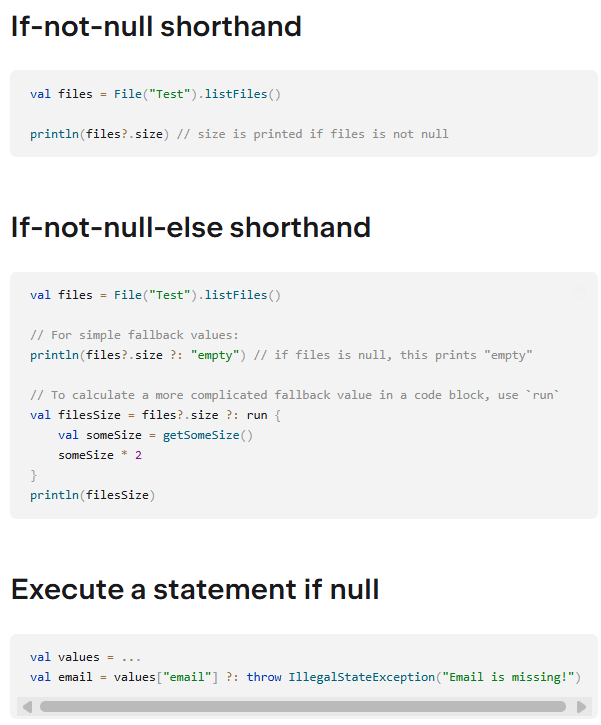 If-not-null shorthand
val files = File("Test").listFiles()
println(files?.size) // size is printed if files is not null
If-not-null-else shorthand
val files = File("Test").listFiles()
// For simple fallback values:
println(files?.size ?: "empty") // if files is null, this prints "empty"
// To calculate a more complicated fallback value in a code block, use `run`
val filesSize = files?.size ?: run {
    val someSize = getSomeSize()
    someSize * 2
}
println(filesSize)
Execute a statement if null
val values = ...
val email = values["email"] ?: throw IllegalStateException("Email is missing!")